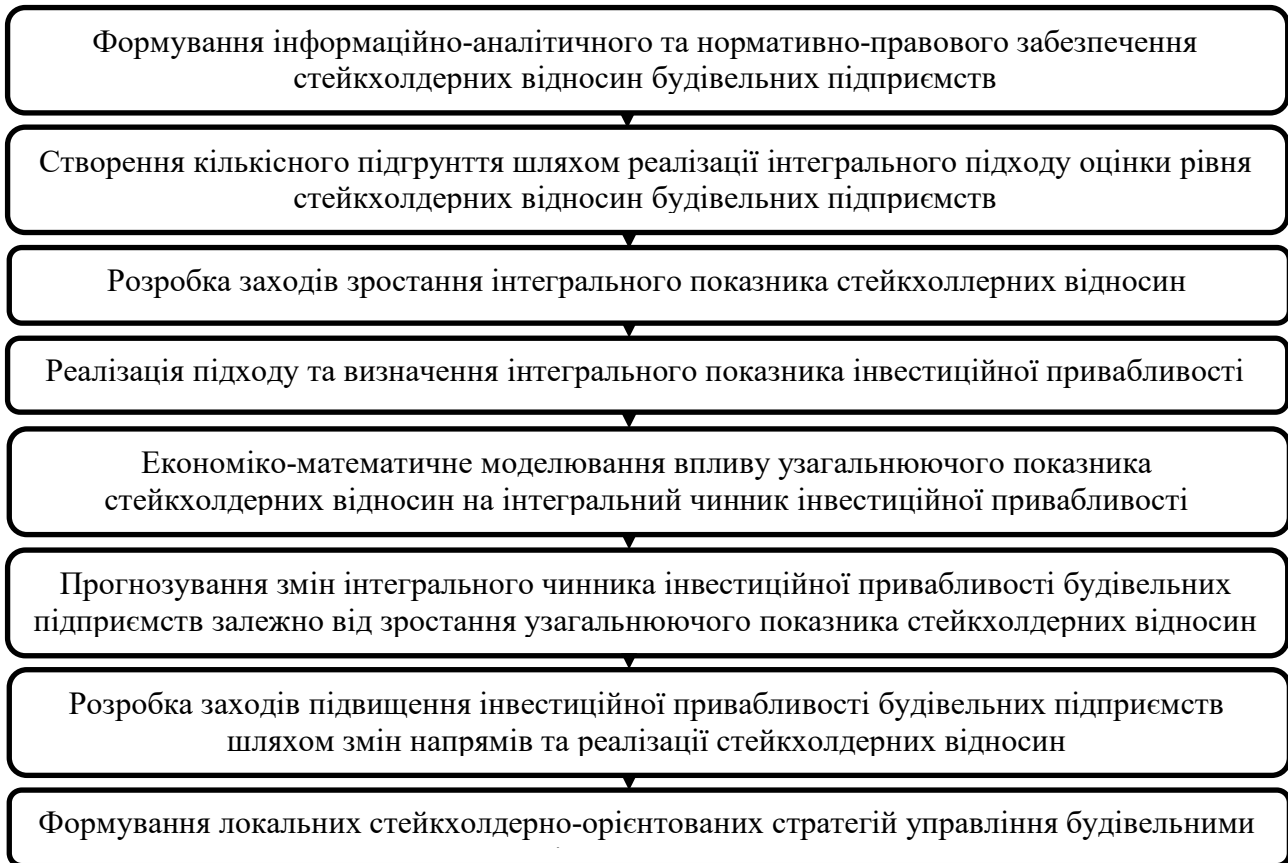 Формування інформаційно-аналітичного та нормативно-правового забезпечення
стейкхолдерних відносин будівельних підприємств
Створення кількісного підгрунття шляхом реалізації інтегрального підходу оцінки рівня
стейкхолдерних відносин будівельних підприємств
Розробка заходів зростання інтегрального показника стейкхоллерних відносин
Реалізація підходу та визначення інтегрального показника інвестиційної привабливості
Економіко-математичне моделювання впливу узагальнюючого показника
стейкхолдерних відносин на інтегральний чинник інвестиційної привабливості
Прогнозування змін інтегрального чинника інвестиційної привабливості будівельних
підприємств залежно від зростання узагальнюючого показника стейкхолдерних відносин
Розробка заходів підвищення інвестиційної привабливості будівельних підприємств
шляхом змін напрямів та реалізації стейкхолдерних відносин
Формування локальних стейкхолдерно-орієнтованих стратегій управління будівельними